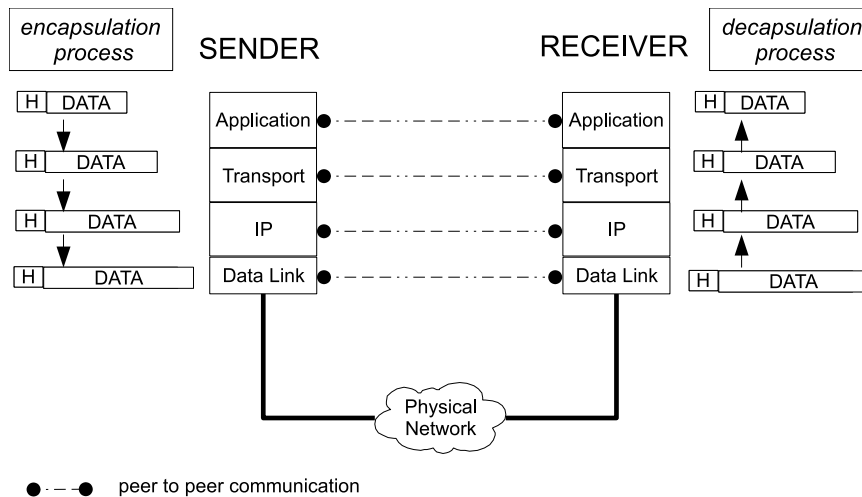 encapsulation
process
SENDER
RECEIVER
decapsulation
process
H DATA
Application
Application
H DATA
H DATA
Transport
Transport
H DATA
H DATA
IP
IP
H DATA
H DATA
Data Link
Data Link
H DATA
Physical
Network
peer to peer communication